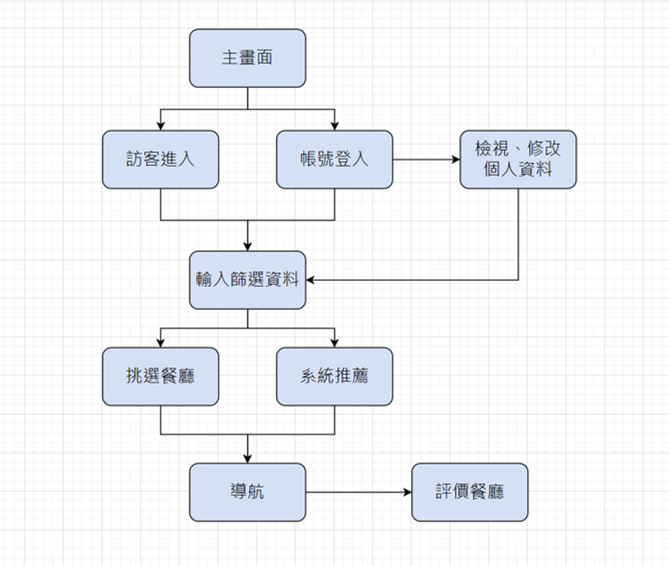 主畫面
訪客進入
帳號登入
檢視、修改
個人資料
輸入篩選資料
挑選餐廳
系統推薦
導航
評價餐廳